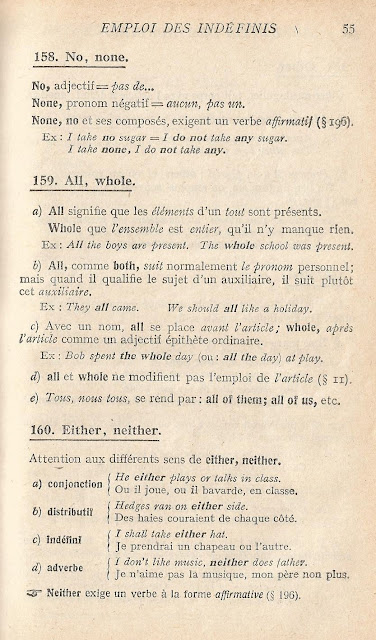 EMPLOI DES INDÉFINIS 55
158. No, none.
No, adjectif = pas de...
None, pronom négatif = aucun, pas un.
None, no et ses composés, exigent un verbe affirmatif (§ 196).
Ex : I take no sugar = I do not take any sugar.
I take none, I do not take any.
159. All, whole.
a) All signifie que les éléments d'un tout sont présents.
Whole que l'ensemble est entier, qu'il n'y manque rien.
Ex : All the boys are present. The whole school was present.
b) All, comme both, suit normalement le pronom personnel;
mais quand il qualifie le sujet d'un auxiliaire, il suit plutôt
cet auxiliaire.
Ex : They all came. We should all like a holiday.
c) Avec un nom, all se place avant l'article; whole, après
l'article comme un adjectif épithète ordinaire.
Ex : Bob spent the whole day (ou : all the day) at play.
d) all et whole ne modifient pas l'emploi de l'article (§ 11).
e) Tous, nous tous, se rend par : all of them; all of us, etc.
160. Either, neither.
Attention aux différents sens de either, neither.
a) conjonction { He either plays or talks in class.
Ou il joue, ou il bavarde, en classe.
b) distributif { Hedges ran on either side.
Des haies couraient de chaque côté.
c) indéfini { I shall take either hat.
Je prendrai un chapeau ou l'autre.
d) adverbe { I don't like music, neither does father.
Je n'aime pas la musique, mon père non plus.
☞ Neither exige un verbe à la forme affirmative (§ 196).